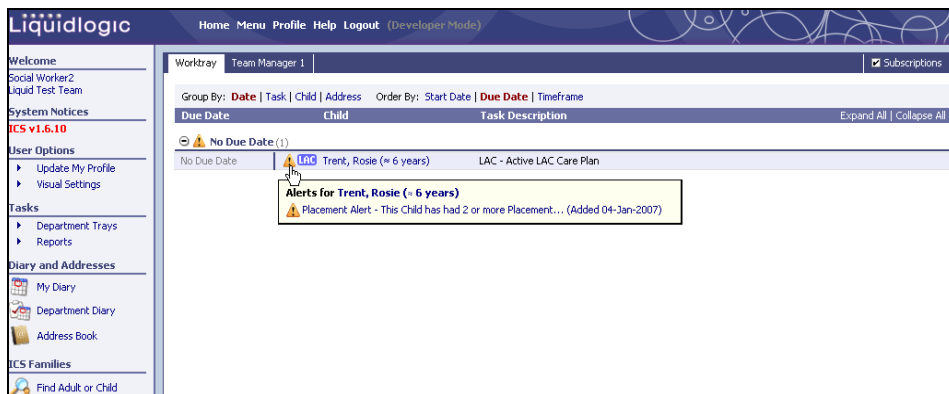 Liquidlogic
Home Menu Profile Help Logout (Developer Mode)
Welcome
Social Worker2
Liquid Test Team
System Notices
ICS v1.6.10
User Options
Update My Profile
Visual Settings
Tasks
Department Trays
Reports
Diary and Addresses
My Diary
Department Diary
Address Book
ICS Families
Find Adult or Child
Worktray Team Manager 1 Subscriptions
Group By: Date | Task | Child | Address Order By: Start Date | Due Date | Timeframe
Due Date Child Task Description Expand All | Collapse All
No Due Date (1)
No Due Date LAC Trent, Rosie (≈ 6 years) LAC - Active LAC Care Plan
Alerts for Trent, Rosie (≈ 6 years)
Placement Alert - This Child has had 2 or more Placement... (Added 04-Jan-2007)